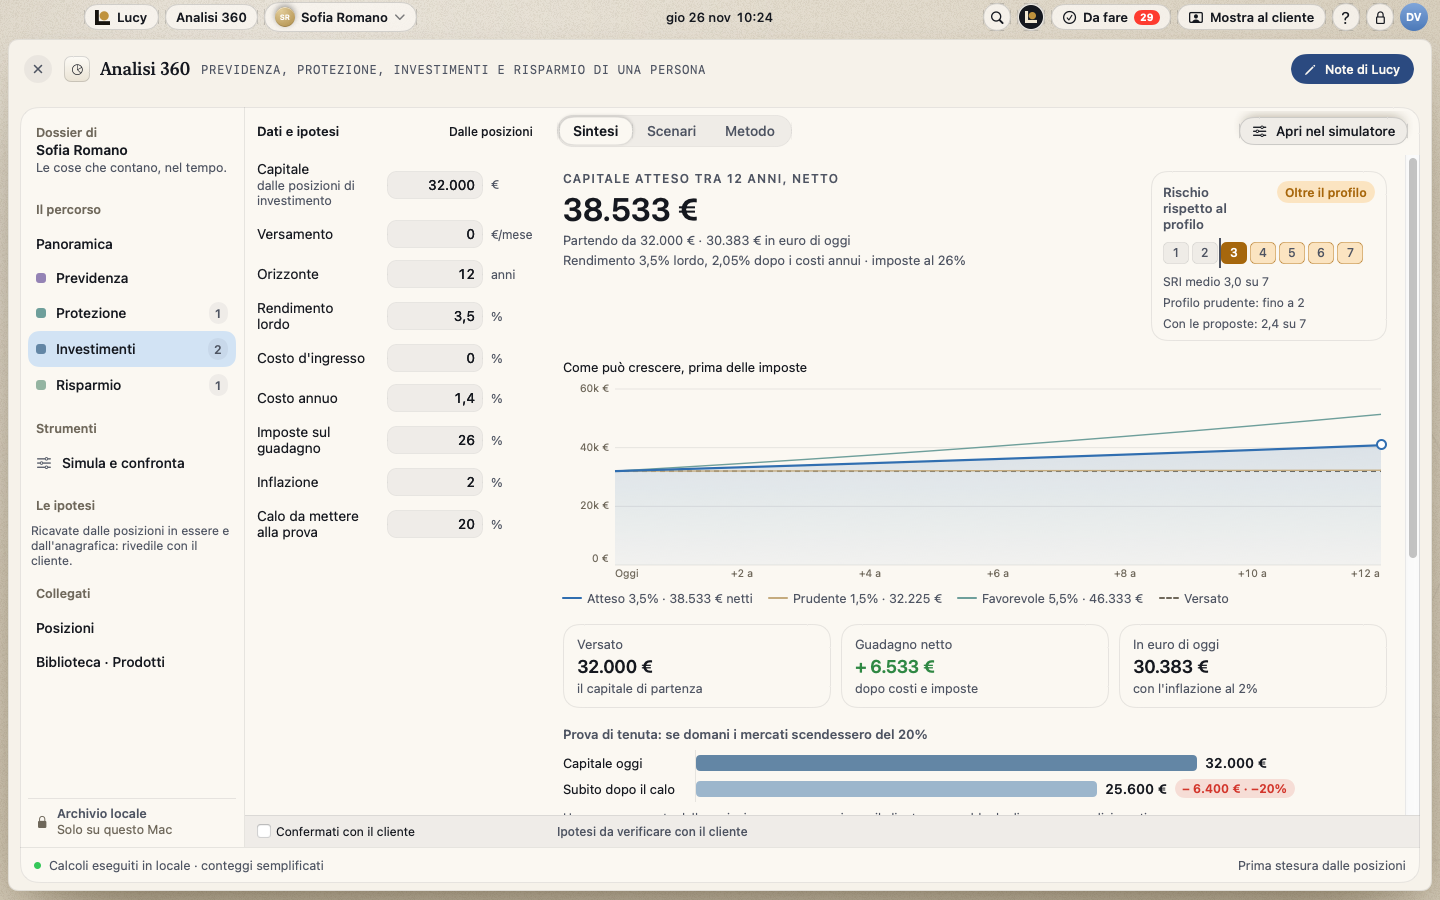 Lucy
Analisi 360
SR Sofia Romano
gio 26 nov 10:24
Da fare 29
Mostra al cliente
?
DV
Analisi 360 PREVIDENZA, PROTEZIONE, INVESTIMENTI E RISPARMIO DI UNA PERSONA
Note di Lucy
Dossier di
Sofia Romano
Le cose che contano, nel tempo.
Il percorso
Panoramica
Previdenza
Protezione 1
Investimenti 2
Risparmio 1
Strumenti
Simula e confronta
Le ipotesi
Ricavate dalle posizioni in essere e
dall'anagrafica: rivedile con il
cliente.
Collegati
Posizioni
Biblioteca · Prodotti
Archivio locale
Solo su questo Mac
Dati e ipotesi
Dalle posizioni
Capitale
dalle posizioni di
investimento
32.000 €
Versamento 0 €/mese
Orizzonte 12 anni
Rendimento
lordo
3,5 %
Costo d'ingresso 0 %
Costo annuo 1,4 %
Imposte sul
guadagno
26 %
Inflazione 2 %
Calo da mettere
alla prova
20 %
Sintesi
Scenari
Metodo
Apri nel simulatore
CAPITALE ATTESO TRA 12 ANNI, NETTO
38.533 €
Partendo da 32.000 € · 30.383 € in euro di oggi
Rendimento 3,5% lordo, 2,05% dopo i costi annui · imposte al 26%
Rischio
rispetto al
profilo
Oltre il profilo
1 2 3 4 5 6 7
SRI medio 3,0 su 7
Profilo prudente: fino a 2
Con le proposte: 2,4 su 7
Come può crescere, prima delle imposte
60k €
40k €
20k €
0 €
Oggi +2 a +4 a +6 a +8 a +10 a +12 a
Atteso 3,5% · 38.533 € netti
Prudente 1,5% · 32.225 €
Favorevole 5,5% · 46.333 €
Versato
Versato
32.000 €
il capitale di partenza
Guadagno netto
+ 6.533 €
dopo costi e imposte
In euro di oggi
30.383 €
con l'inflazione al 2%
Prova di tenuta: se domani i mercati scendessero del 20%
Capitale oggi 32.000 €
Subito dopo il calo 25.600 € − 6.400 € · −20%
Confermati con il cliente
Ipotesi da verificare con il cliente
Calcoli eseguiti in locale · conteggi semplificati
Prima stesura dalle posizioni